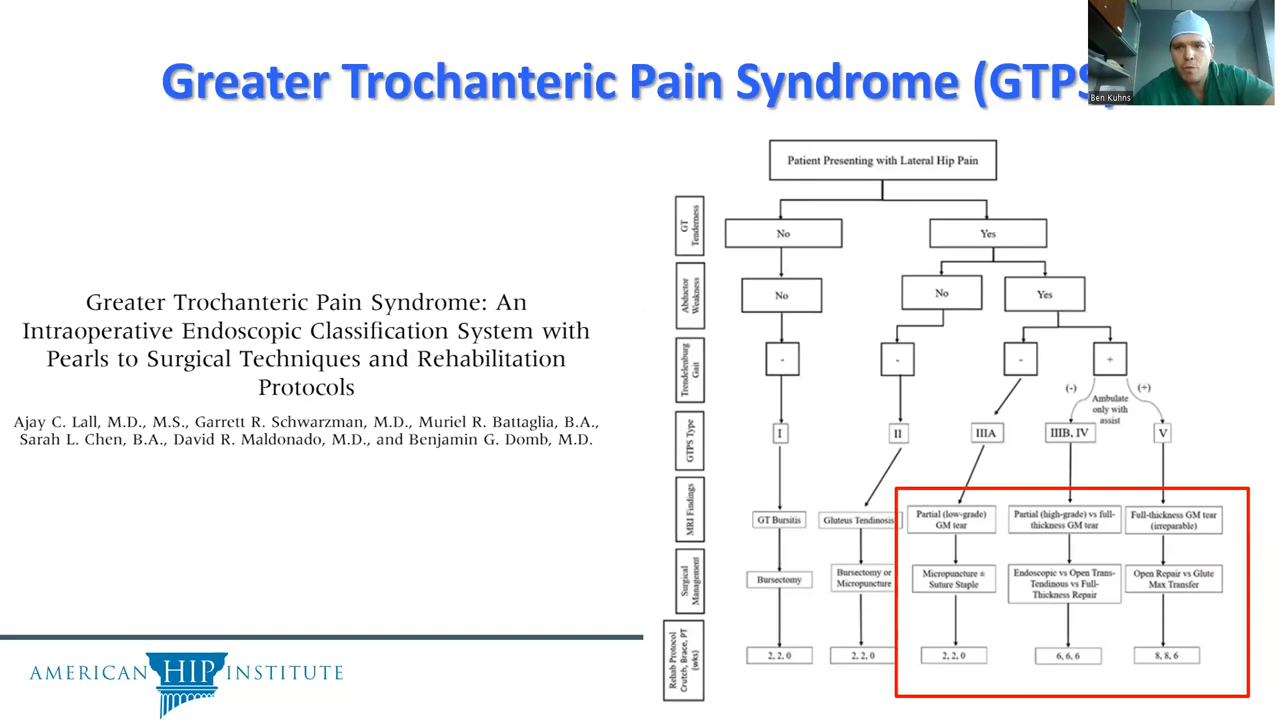 Greater Trochanteric Pain Syndrome (GTPS)
Ben Kuhns
Greater Trochanteric Pain Syndrome: An
Intraoperative Endoscopic Classification System with
Pearls to Surgical Techniques and Rehabilitation
Protocols
Ajay C. Lall, M.D., M.S., Garrett R. Schwarzman, M.D., Muriel R. Battaglia, B.A.,
Sarah L. Chen, B.A., David R. Maldonado, M.D., and Benjamin G. Domb, M.D.
AMERICAN HIP INSTITUTE
Patient Presenting with Lateral Hip Pain
GT
Tenderness
No
Yes
Abductor
Weakness
No
No
Yes
Trendelenburg
Gait
-
-
-
+
(-)
Ambulate
only with
assist
(+)
GTPS Type
I
II
IIIA
IIIB, IV
V
MRI Findings
GT Bursitis
Gluteus Tendinosis
Partial (low-grade)
GM tear
Partial (high-grade) vs full-
thickness GM tear
Full-thickness GM tear
(irreparable)
Surgical
Management
Bursectomy
Bursectomy or
Micropuncture
Micropuncture ±
Suture Staple
Endoscopic vs Open Trans-
Tendinous vs Full-
Thickness Repair
Open Repair vs Glute
Max Transfer
Rehab Protocol
Crutch, Brace, PT
(wks)
2, 2, 0
2, 2, 0
2, 2, 0
6, 6, 6
8, 8, 6